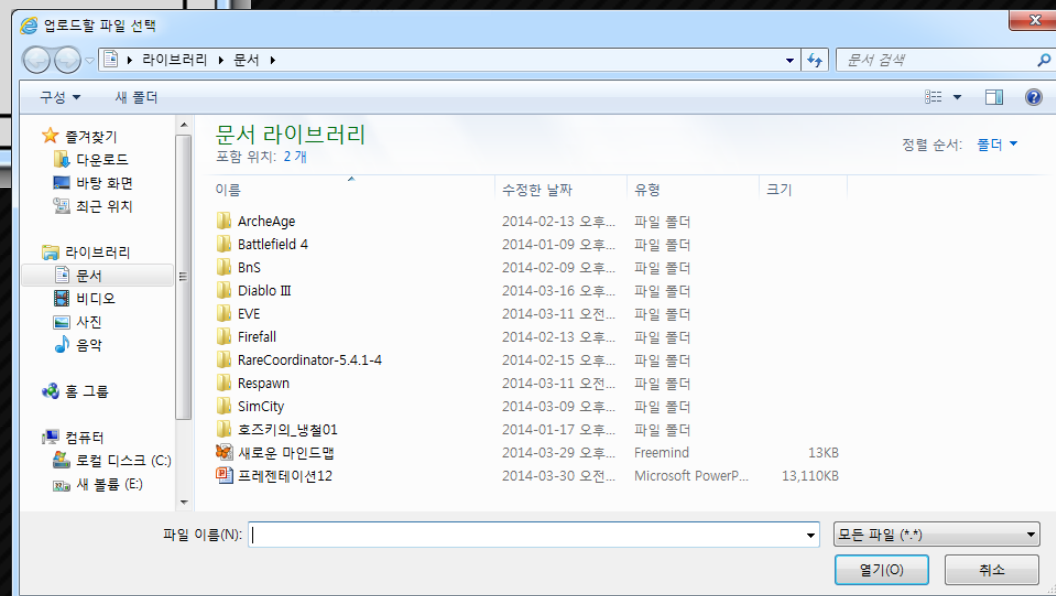 업로드할 파일 선택
라이브러리 문서
문서 검색
구성 새 폴더
즐겨찾기
다운로드
바탕 화면
최근 위치
라이브러리
문서
비디오
사진
음악
홈 그룹
컴퓨터
로컬 디스크 (C:)
새 볼륨 (E:)
문서 라이브러리
포함 위치: 2 개
정렬 순서: 폴더
이름 수정한 날짜 유형 크기
ArcheAge 2014-02-13 오후... 파일 폴더
Battlefield 4 2014-01-09 오후... 파일 폴더
BnS 2014-02-09 오후... 파일 폴더
Diablo III 2014-03-16 오후... 파일 폴더
EVE 2014-03-11 오전... 파일 폴더
Firefall 2014-02-13 오후... 파일 폴더
RareCoordinator-5.4.1-4 2014-02-15 오후... 파일 폴더
Respawn 2014-03-11 오전... 파일 폴더
SimCity 2014-03-09 오후... 파일 폴더
호즈키의_냉철01 2014-01-17 오후... 파일 폴더
새로운 마인드맵 2014-03-29 오후... Freemind 13KB
프레젠테이션12 2014-03-30 오전... Microsoft PowerP... 13,110KB
파일 이름(N):
모든 파일 (*.*)
열기(O) 취소